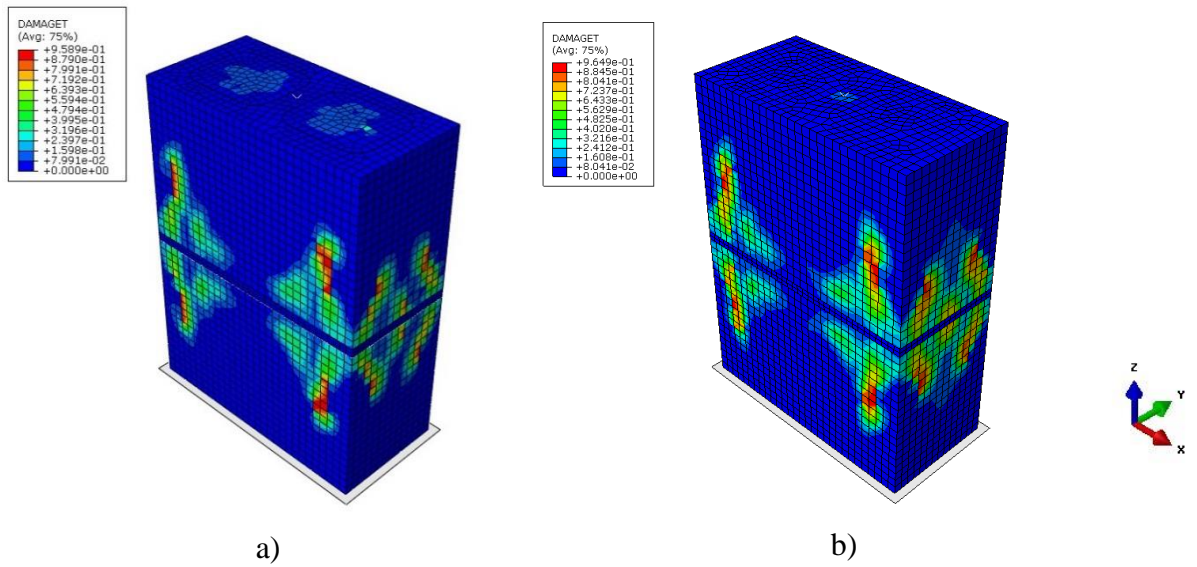 DAMAGET
(Avg: 75%)
+9.589e-01
+8.790e-01
+7.991e-01
+7.192e-01
+6.393e-01
+5.594e-01
+4.794e-01
+3.995e-01
+3.196e-01
+2.397e-01
+1.598e-01
+7.991e-02
+0.000e+00
DAMAGET
(Avg: 75%)
+9.649e-01
+8.845e-01
+8.041e-01
+7.237e-01
+6.433e-01
+5.629e-01
+4.825e-01
+4.020e-01
+3.216e-01
+2.412e-01
+1.608e-01
+8.041e-02
+0.000e+00
Z
Y
X
a)
b)